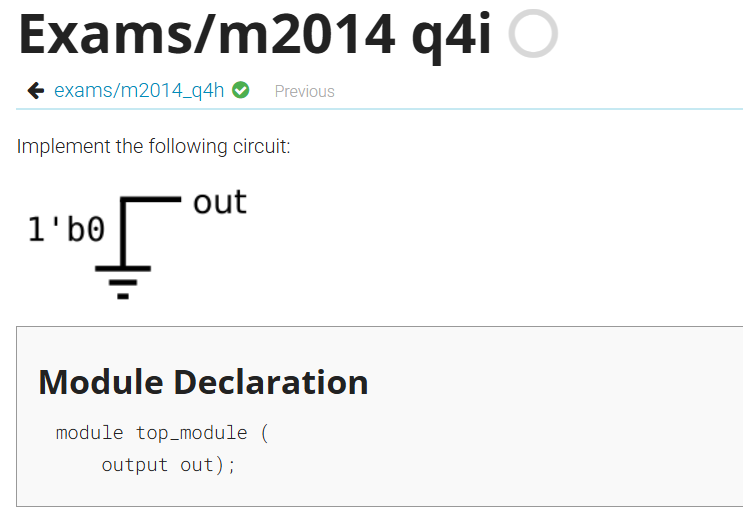 Exams/m2014 q4i
exams/m2014_q4h Previous
Implement the following circuit:
out
1'b0
Module Declaration
module top_module (
output out);